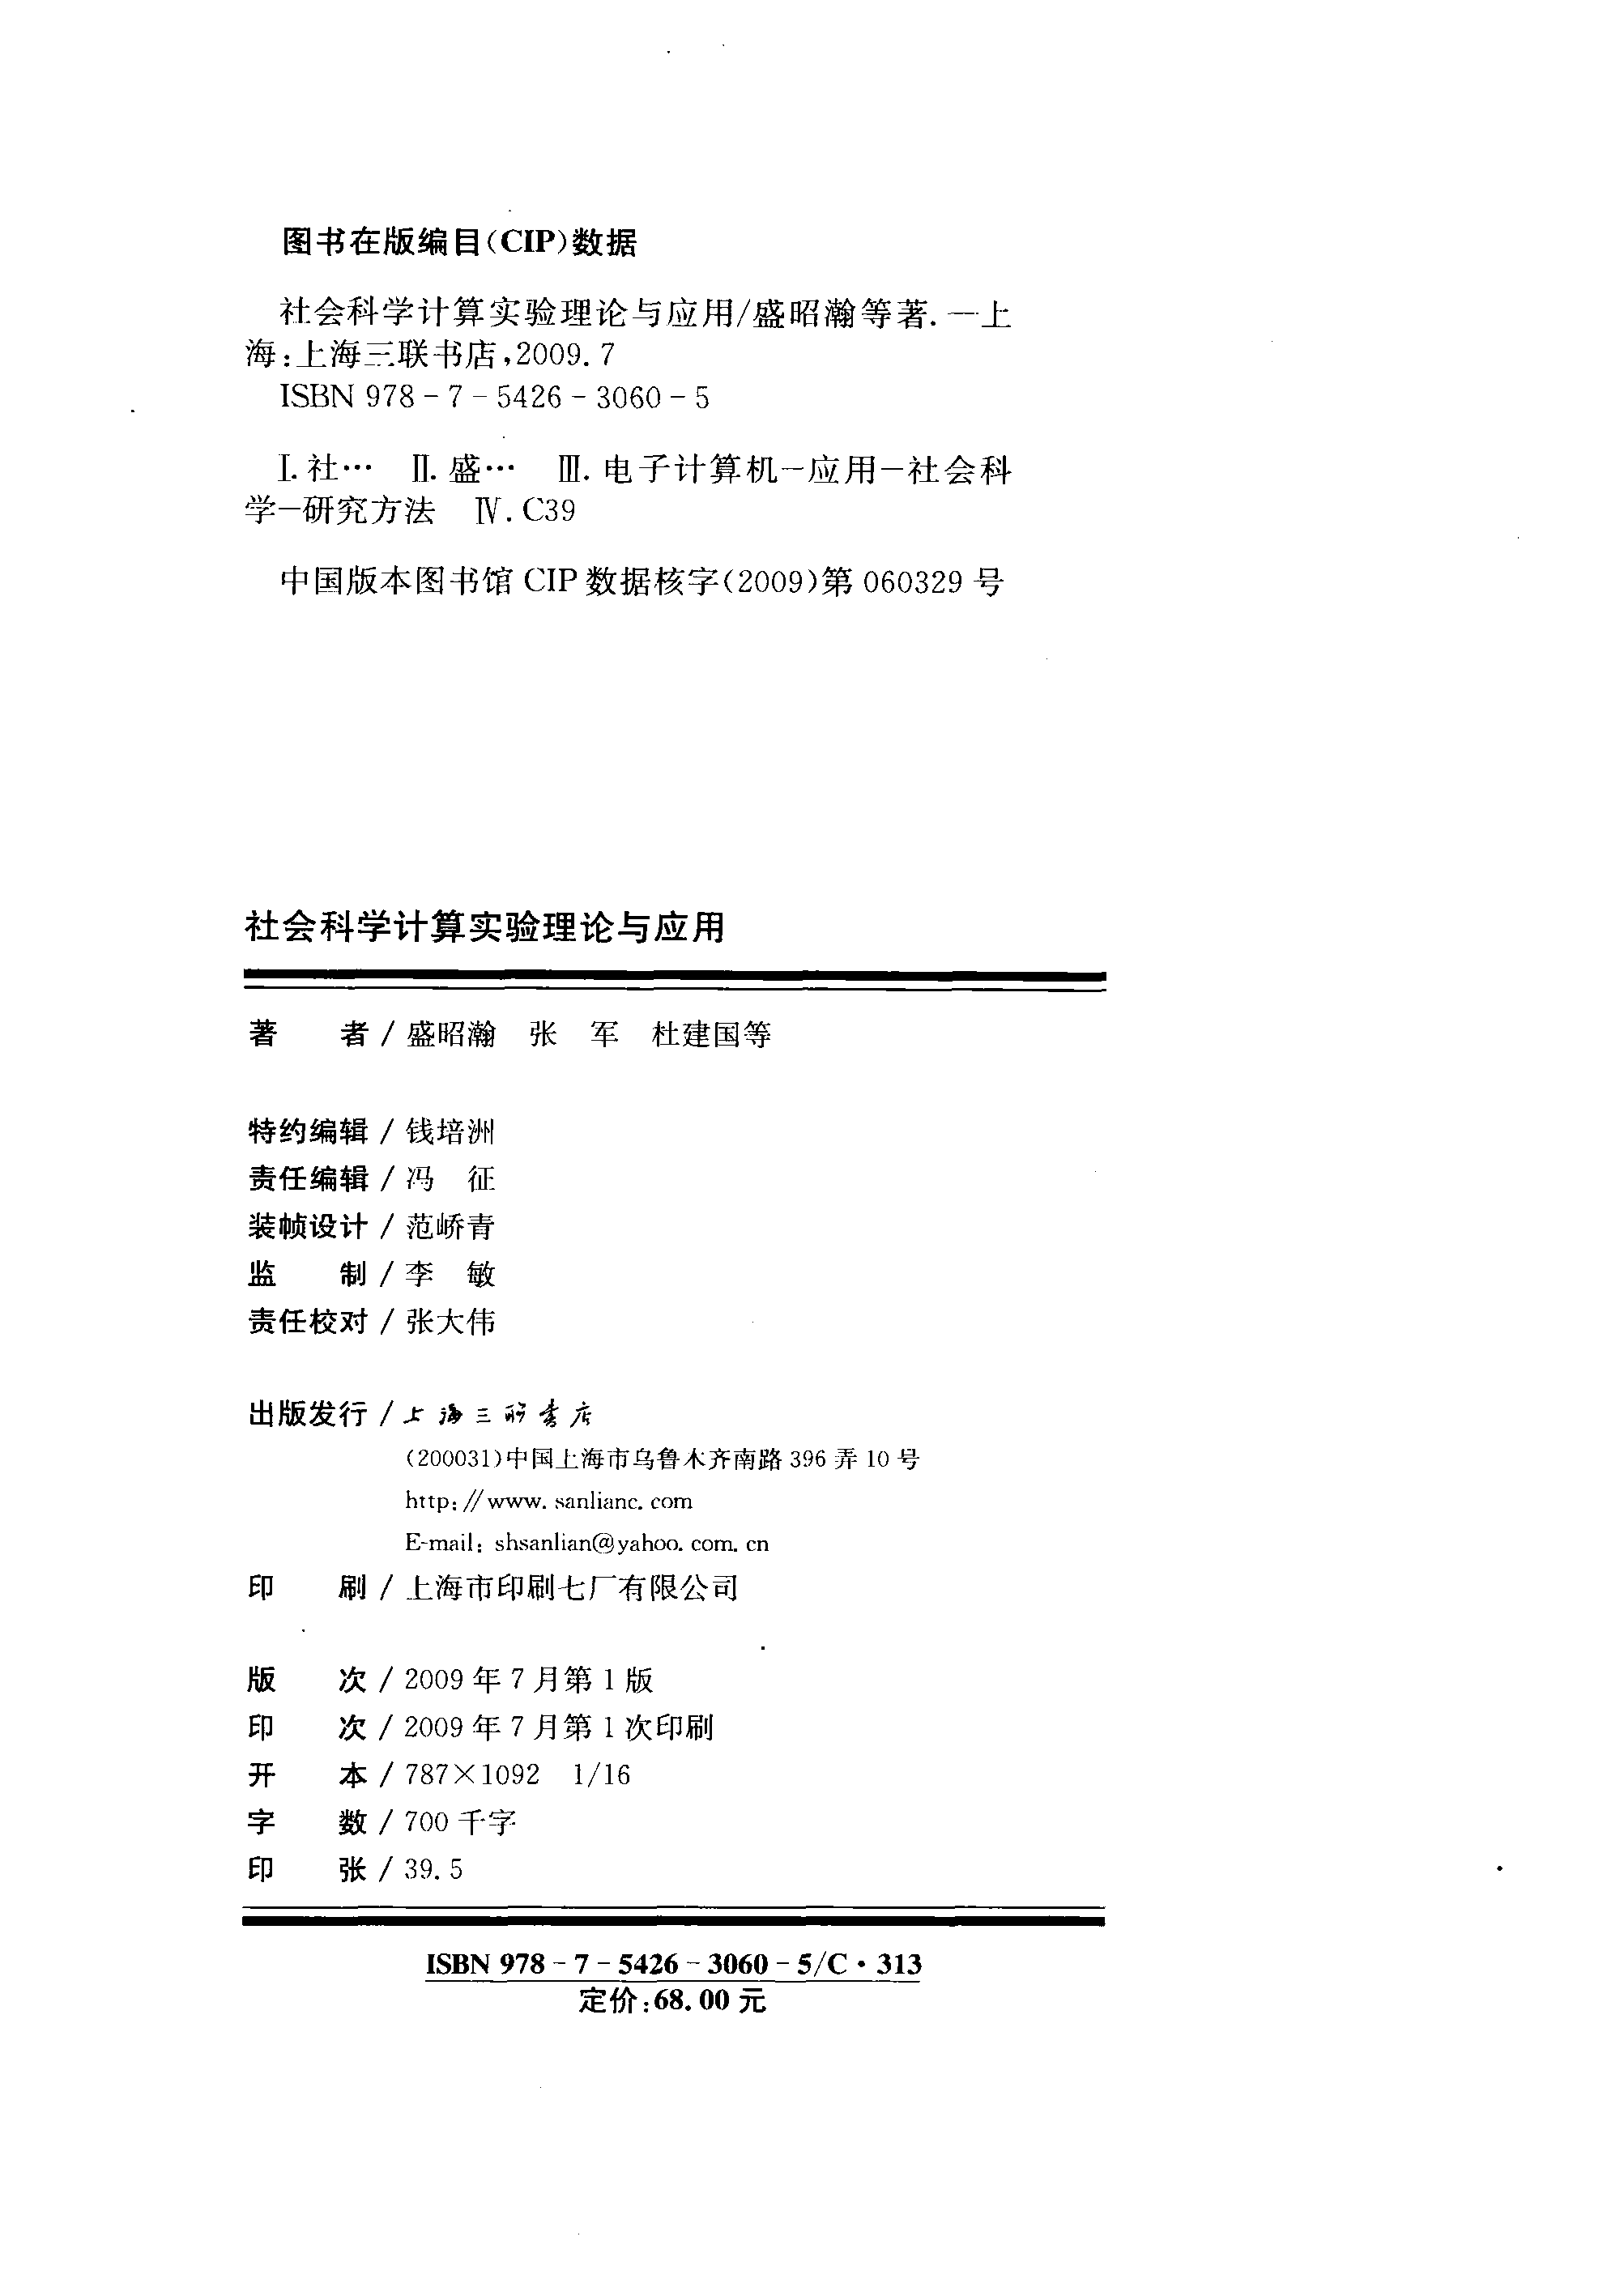 图书在版编目(CIP)数据
社会科学计算实验理论与应用/盛昭瀚等著. —上
海:上海三联书店,2009.7
ISBN 978-7-5426-3060-5
Ⅰ.社… Ⅱ.盛… Ⅲ.电子计算机-应用-社会科
学-研究方法 Ⅳ.C39
中国版本图书馆 CIP 数据核字(2009)第 060329 号
社会科学计算实验理论与应用
著 者 / 盛昭瀚 张 军 杜建国等
特约编辑 / 钱培洲
责任编辑 / 冯 征
装帧设计 / 范峤青
监 制 / 李 敏
责任校对 / 张大伟
出版发行 / 上海三联书店
(200031)中国上海市乌鲁木齐南路 396 弄 10 号
http://www.sanlianc.com
E-mail: shsanlian@yahoo.com.cn
印 刷 / 上海市印刷七厂有限公司
版 次 / 2009 年 7 月第 1 版
印 次 / 2009 年 7 月第 1 次印刷
开 本 / 787×1092 1/16
字 数 / 700 千字
印 张 / 39.5
ISBN 978-7-5426-3060-5/C·313
定价:68.00 元